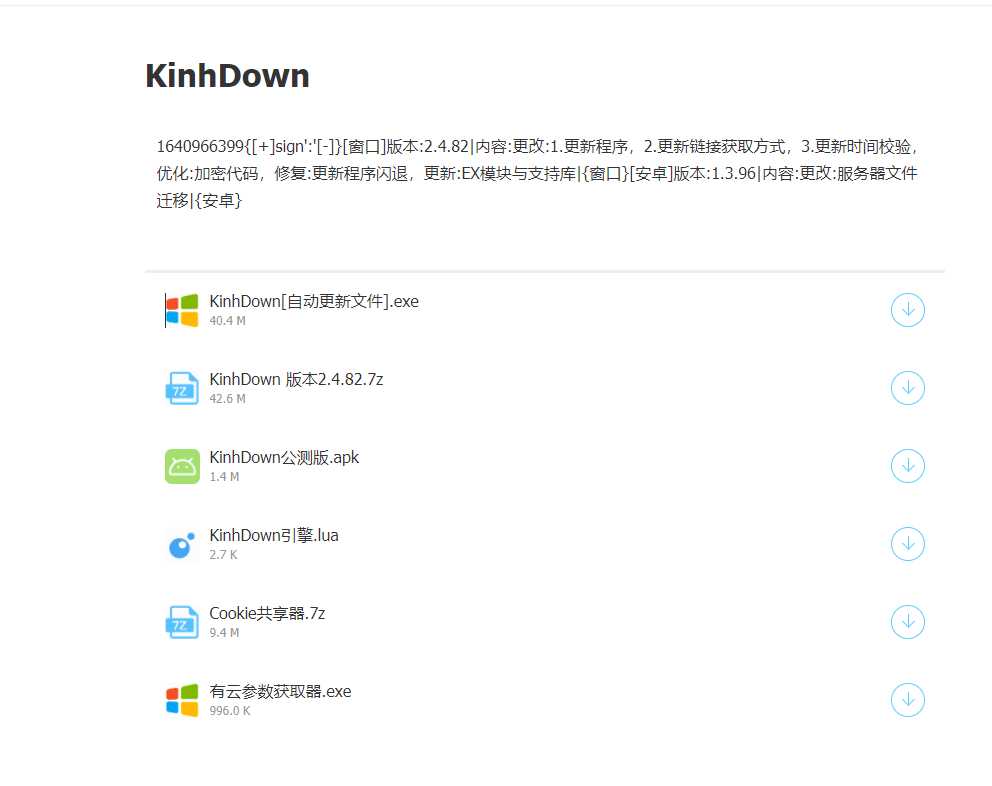 KinhDown
1640966399{[+]sign':'[-]}[窗口]版本:2.4.82|内容:更改:1.更新程序，2.更新链接获取方式，3.更新时间校验，
优化:加密代码，修复:更新程序闪退，更新:EX模块与支持库|{窗口}[安卓]版本:1.3.96|内容:更改:服务器文件
迁移|{安卓}
KinhDown[自动更新文件].exe
40.4 M
7Z
KinhDown 版本2.4.82.7z
42.6 M
KinhDown公测版.apk
1.4 M
KinhDown引擎.lua
2.7 K
7Z
Cookie共享器.7z
9.4 M
有云参数获取器.exe
996.0 K